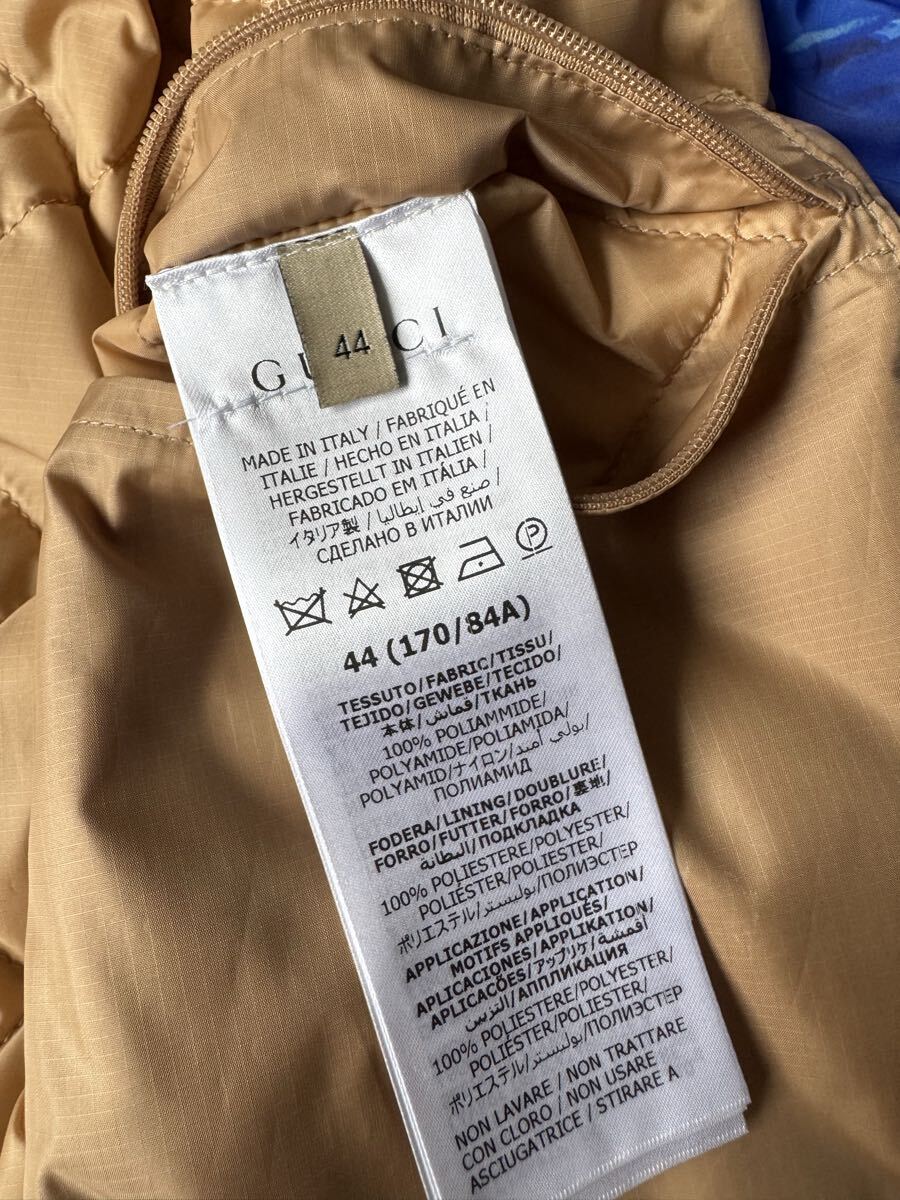 44
GUCCI
MADE IN ITALY / FABRIQUÉ EN
ITALIE / HECHO EN ITALIA /
HERGESTELLT IN ITALIEN /
FABRICADO EM ITÁLIA /
イタリア製 / صنع في إيطاليا /
СДЕЛАНО В ИТАЛИИ
P
44 (170/84A)
TESSUTO/FABRIC/TISSU/
TEJIDO/GEWEBE/TECIDO/
本体/قماش/ТКАНЬ
100% POLIAMMIDE/
POLYAMIDE/POLIAMIDA/
POLYAMID/ナイロン/بولي أميد/
ПОЛИАМИД
FODERA/LINING/DOUBLURE/
FORRO/FUTTER/FORRO/裏地/
البطانة/ПОДКЛАДКА
100% POLIESTERE/POLYESTER/
POLIÉSTER/POLIESTER/
ポリエステル/بوليستر/ПОЛИЭСТЕР
APPLICAZIONE/APPLICATION/
MOTIFS APPLIQUÉS/
APLICACIONES/APPLIKATION/
APLICAÇÕES/アップリケ/أقمشة
التزيين/АППЛИКАЦИЯ
100% POLIESTERE/POLYESTER/
POLIÉSTER/POLIESTER/
ポリエステル/بوليستر/ПОЛИЭСТЕР
NON LAVARE / NON TRATTARE
CON CLORO / NON USARE
ASCIUGATRICE / STIRARE A